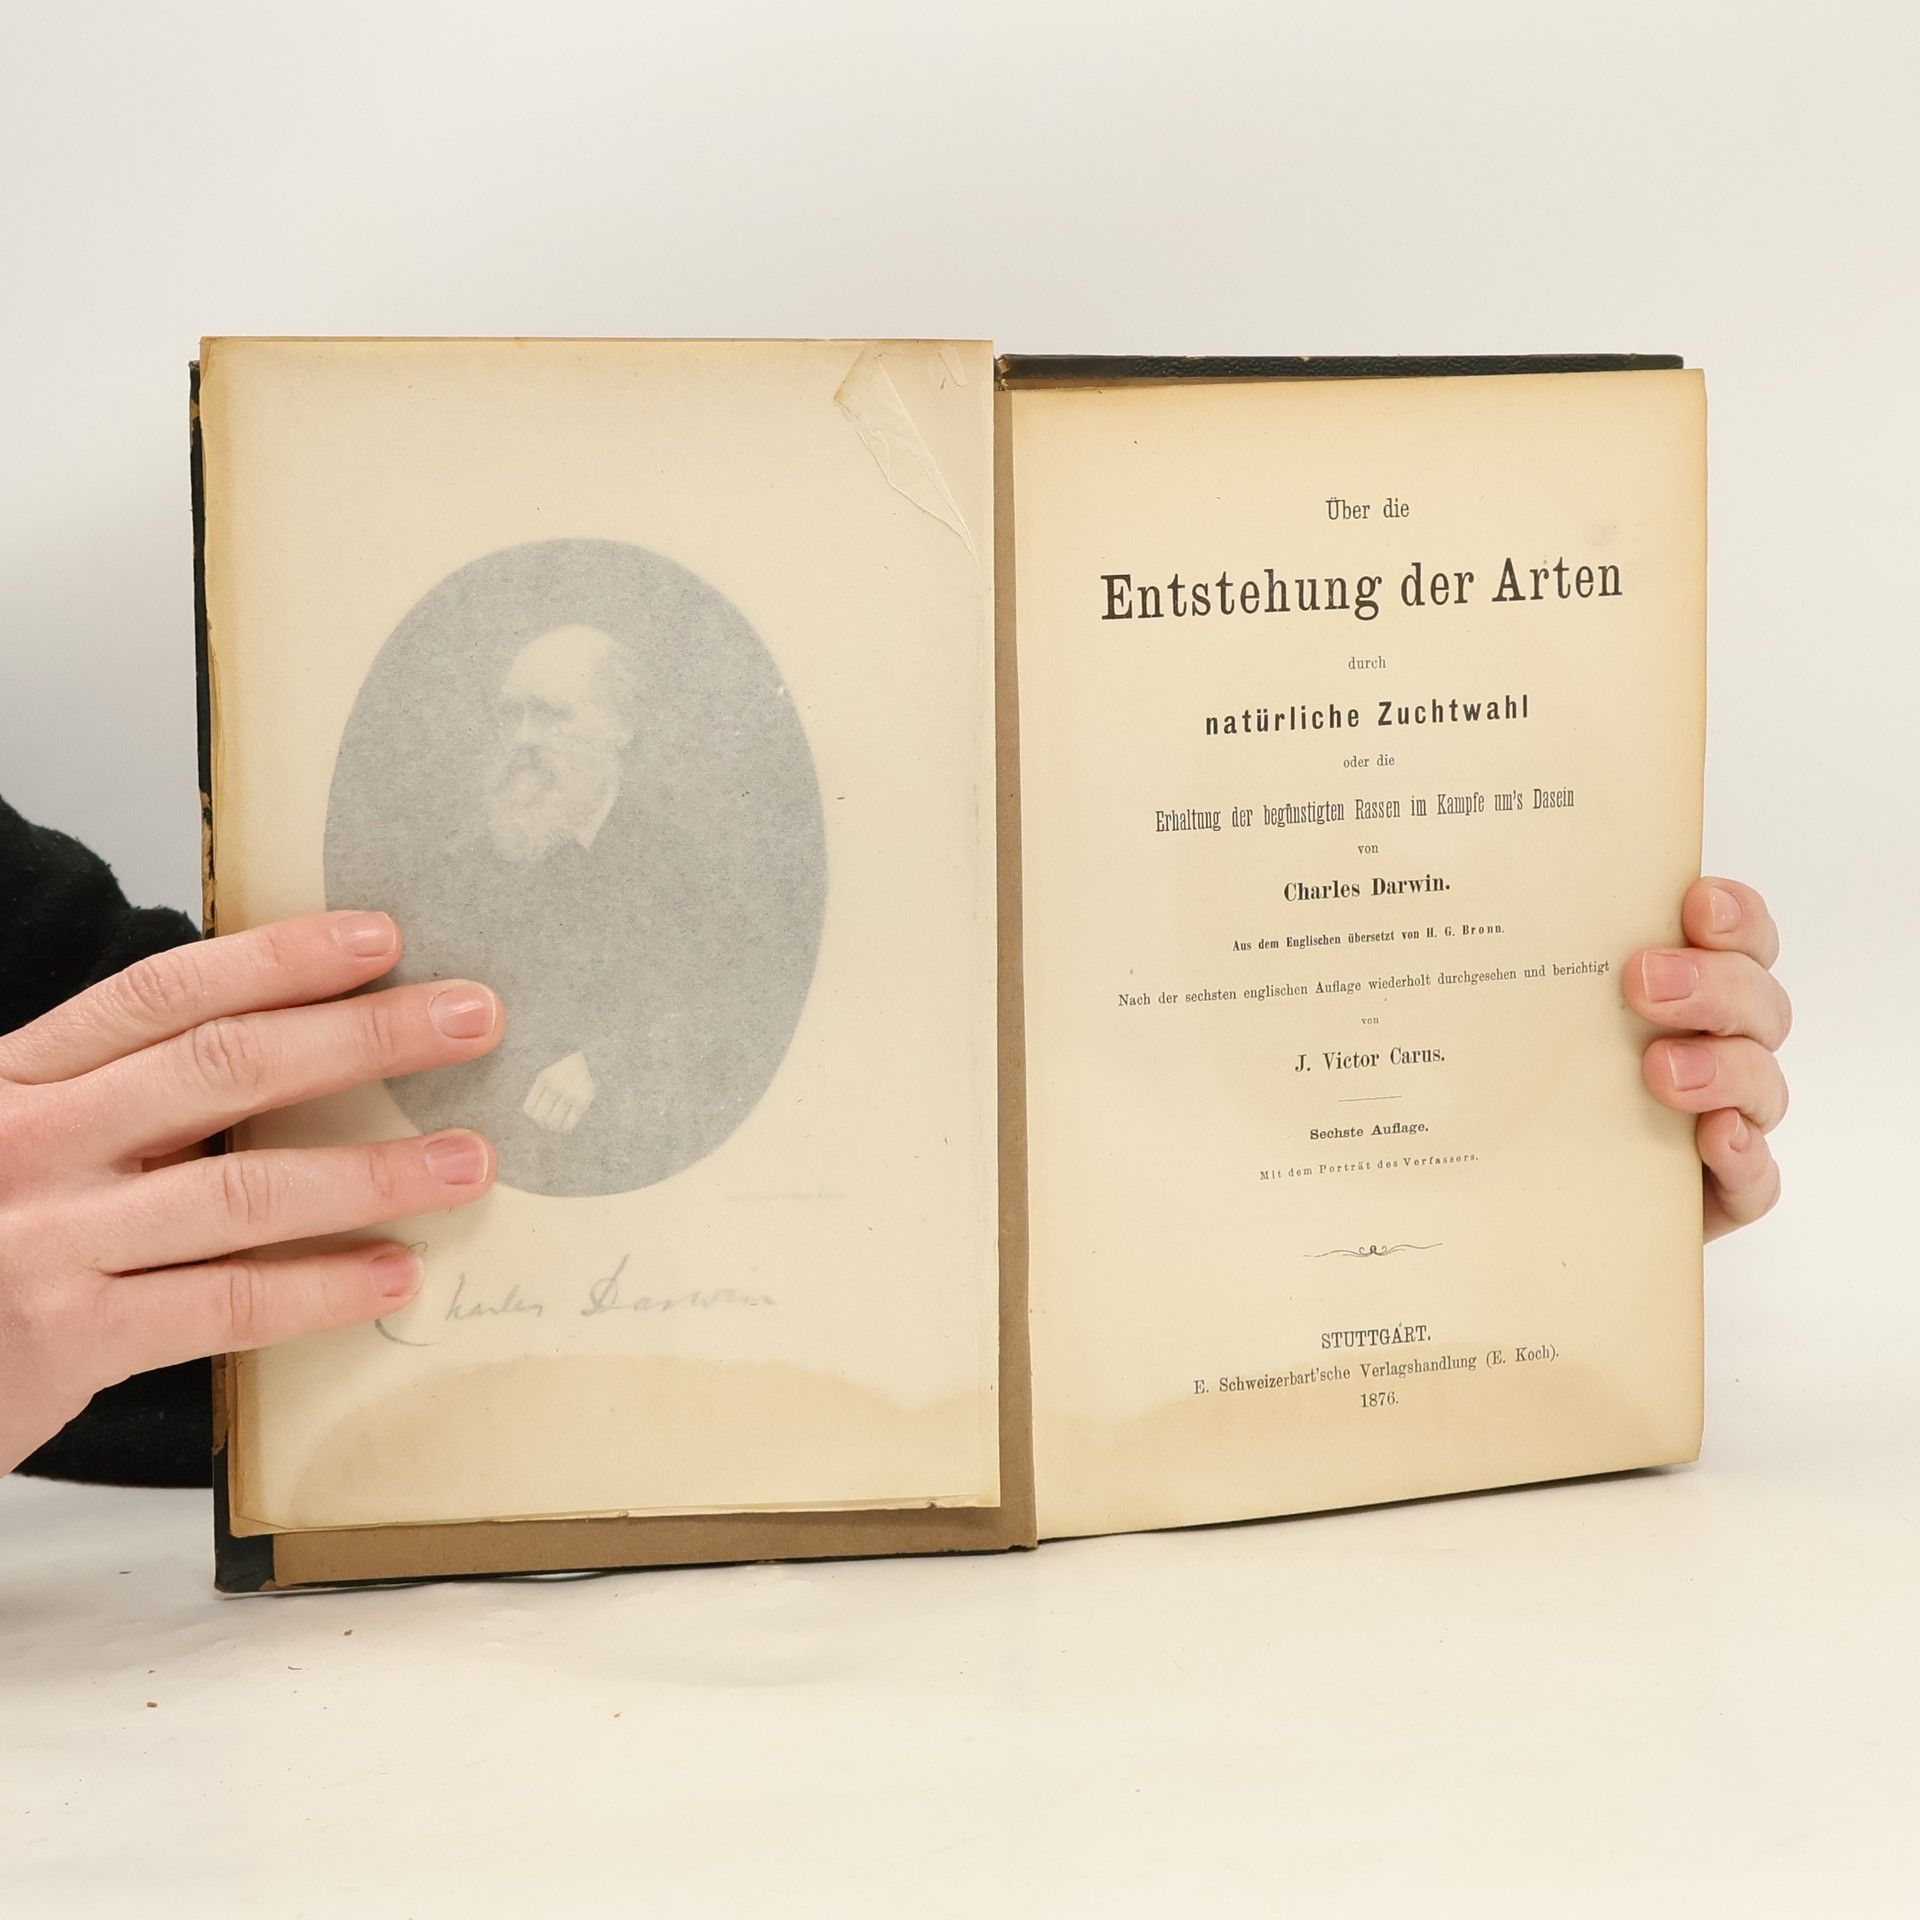 Charles Darwin
Über die
Entstehung der Arten
durch
natürliche Zuchtwahl
oder die
Erhaltung der begünstigten Rassen im Kampfe um's Dasein
von
Charles Darwin.
Aus dem Englischen übersetzt von H. G. Bronn.
Nach der sechsten englischen Auflage wiederholt durchgesehen und berichtigt
von
J. Victor Carus.
Sechste Auflage.
Mit dem Porträt des Verfassers.
STUTTGART.
E. Schweizerbart'sche Verlagshandlung (E. Koch).
1876.